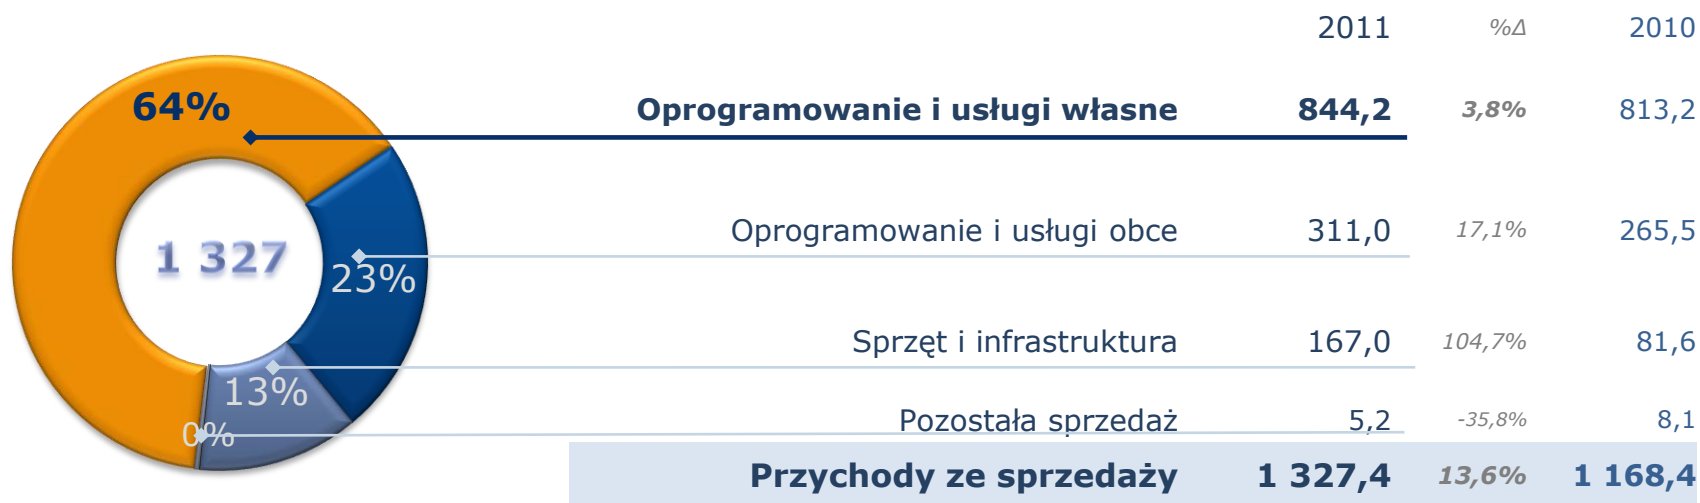 2011 %Δ 2010
64%
Oprogramowanie i usługi własne 844,2 3,8% 813,2
Oprogramowanie i usługi obce 311,0 17,1% 265,5
1 327
23%
Sprzęt i infrastruktura 167,0 104,7% 81,6
13%
Pozostała sprzedaż 5,2 -35,8% 8,1
0%
Przychody ze sprzedaży 1 327,4 13,6% 1 168,4